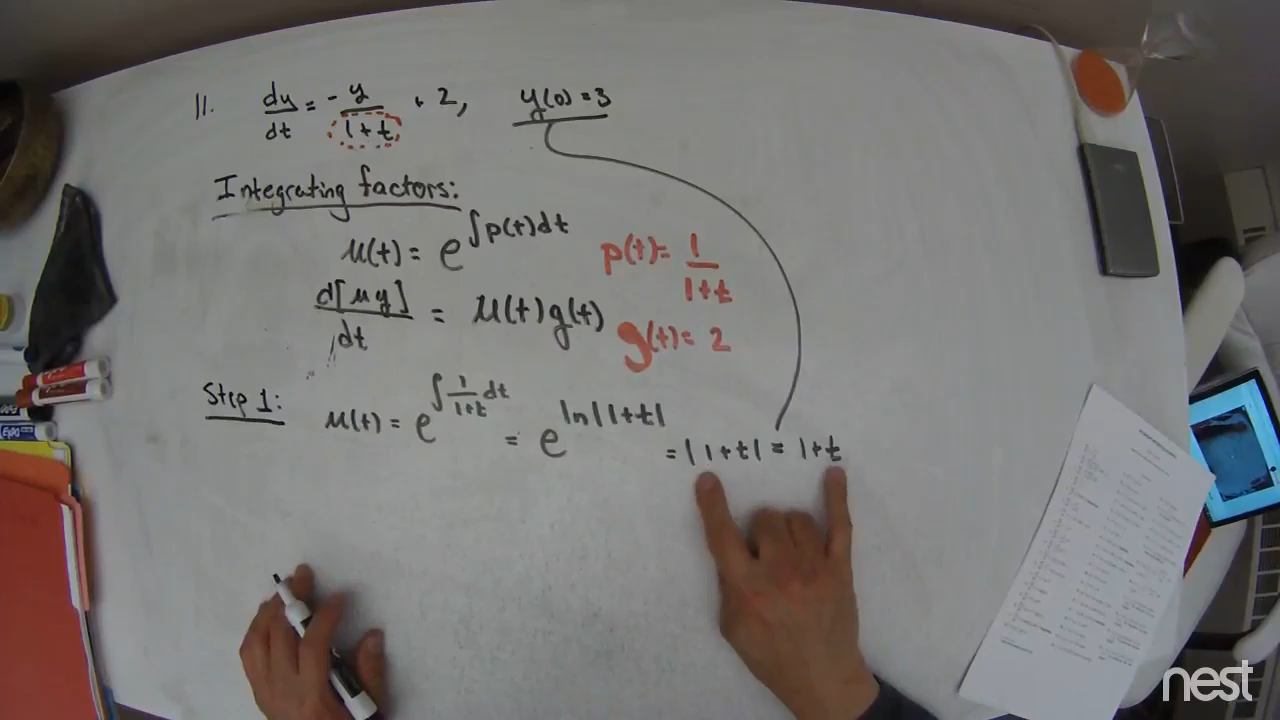 11. dy/dt = - y/(1+t) + 2, y(0) = 3
Integrating factors:
μ(t) = e^∫p(t)dt
p(t) = 1/(1+t)
d[μy]/dt = μ(t)g(t)
g(t) = 2
Step 1: μ(t) = e^∫1/(1+t) dt = e^ln|1+t| = |1+t| = 1+t
EXPO
nest